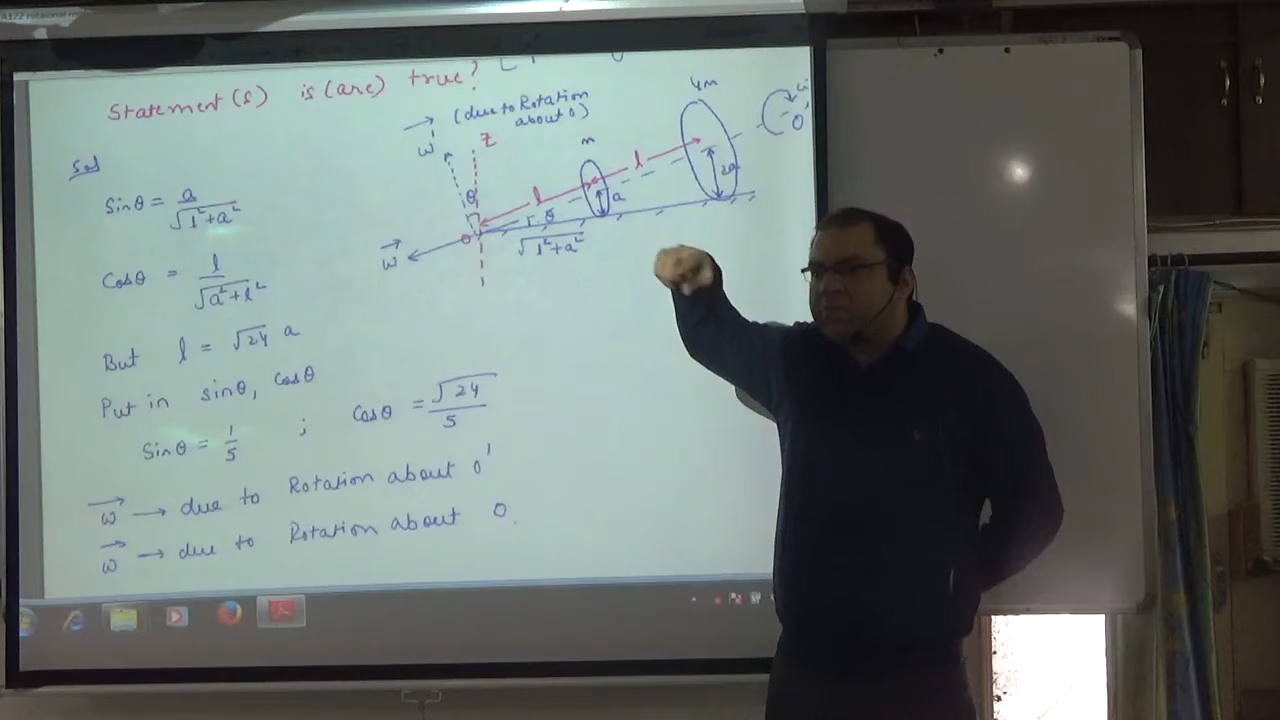 A122 rotational m
Statement (s) is (are) true?
Sol
sinθ = a / √(l²+a²)
Cosθ = l / √(a²+l²)
But l = √24 a
Put in sinθ, cosθ
Sinθ = 1/5 ; Cosθ = √24/5
ω → due to Rotation about O'
ω → due to Rotation about O.
ω' (due to Rotation
about O)
z
θ
m
4m
ω
O'
l
l
a
2a
θ
O
√(l²+a²)
ω